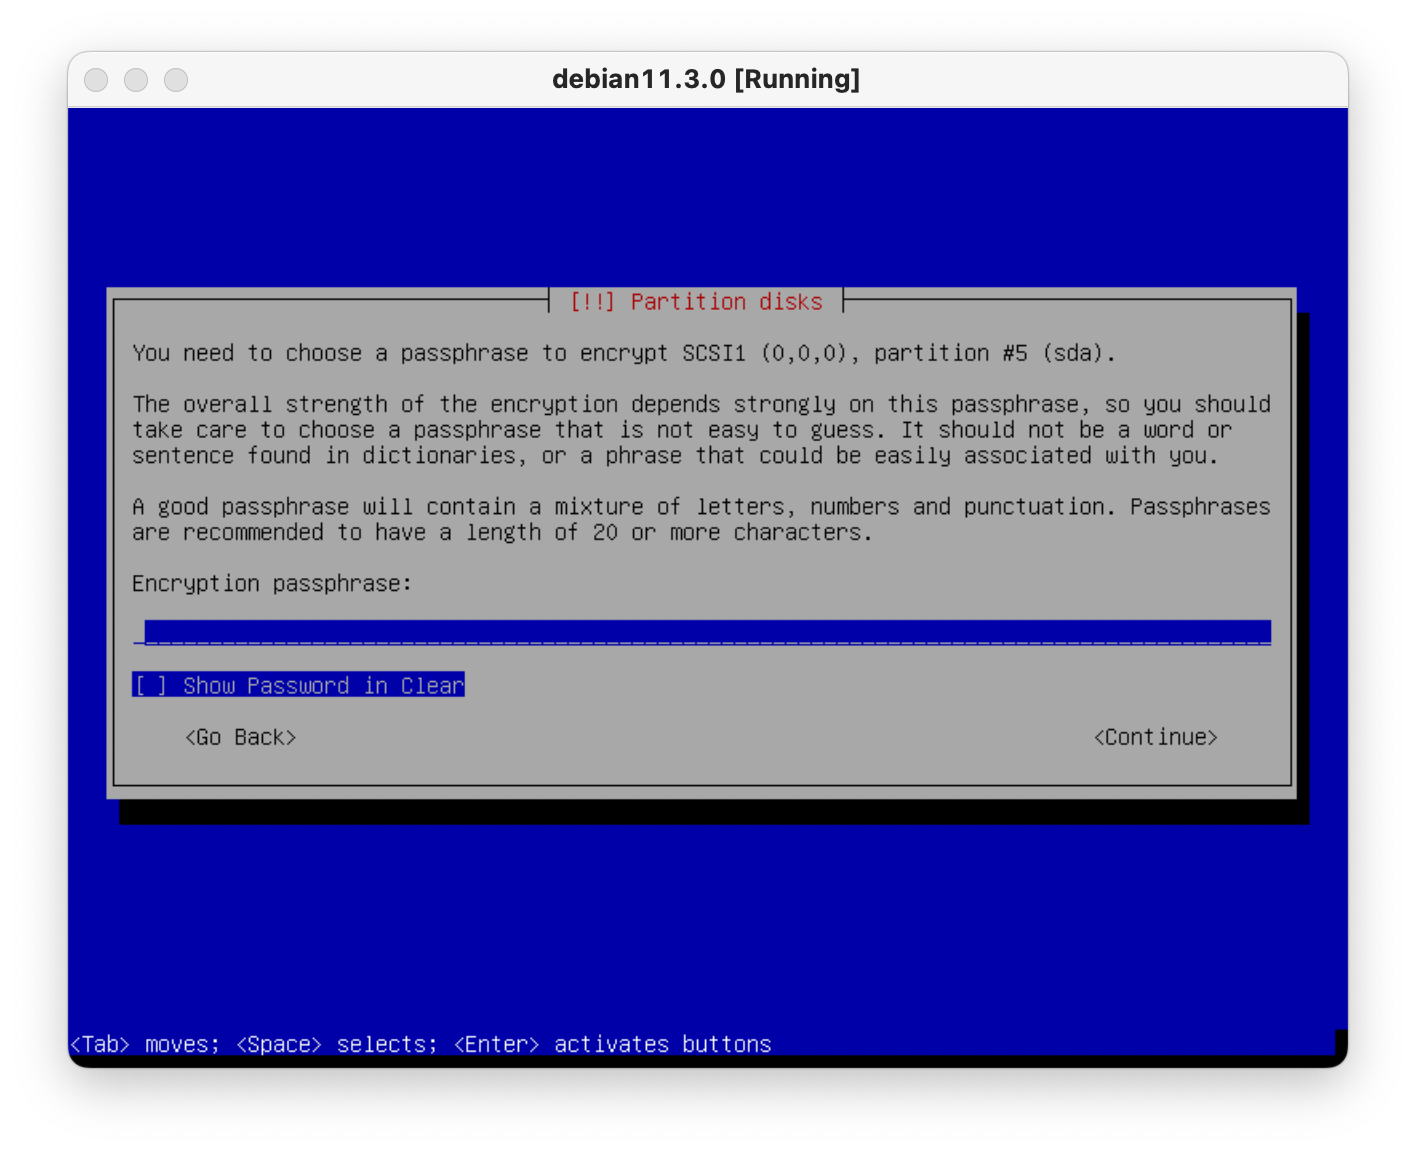 debian11.3.0 [Running]
[!!] Partition disks
You need to choose a passphrase to encrypt SCSI1 (0,0,0), partition #5 (sda).
The overall strength of the encryption depends strongly on this passphrase, so you should
take care to choose a passphrase that is not easy to guess. It should not be a word or
sentence found in dictionaries, or a phrase that could be easily associated with you.
A good passphrase will contain a mixture of letters, numbers and punctuation. Passphrases
are recommended to have a length of 20 or more characters.
Encryption passphrase:
[ ] Show Password in Clear
<Go Back> <Continue>
<Tab> moves; <Space> selects; <Enter> activates buttons